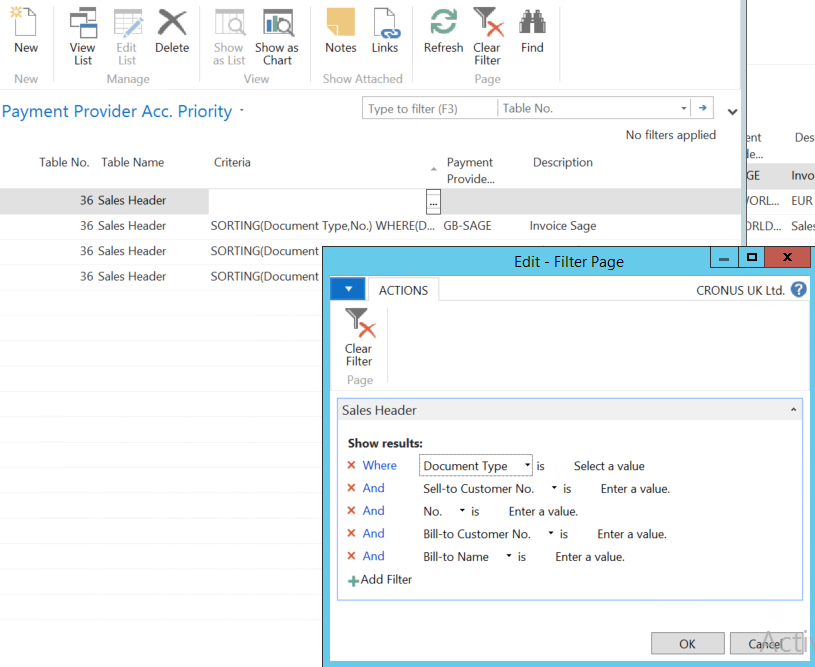 New
View List
Edit List
Delete
Show as List
Show as Chart
Notes
Links
Refresh
Clear Filter
Find
New
Manage
View
Show Attached
Page
Payment Provider Acc. Priority
Type to filter (F3)
Table No.
No filters applied
Table No. Table Name Criteria Payment Provide... Description
36 Sales Header ...
36 Sales Header SORTING(Document Type,No.) WHERE(D... GB-SAGE Invoice Sage
36 Sales Header SORTING(Document
36 Sales Header SORTING(Document
ent
de...
Des
GE Invo
WORL... EUR
ORLD... Sales
Edit - Filter Page
ACTIONS
CRONUS UK Ltd. ?
Clear Filter
Page
Sales Header
Show results:
Where Document Type is Select a value
And Sell-to Customer No. is Enter a value.
And No. is Enter a value.
And Bill-to Customer No. is Enter a value.
And Bill-to Name is Enter a value.
Add Filter
OK
Cancel
Acti